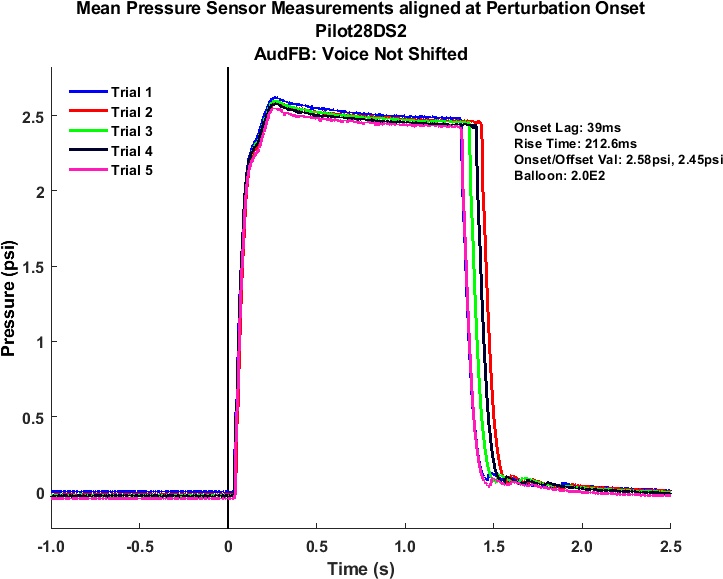 Mean Pressure Sensor Measurements aligned at Perturbation Onset
Pilot28DS2
AudFB: Voice Not Shifted
Trial 1
Trial 2
Trial 3
Trial 4
Trial 5
Onset Lag: 39ms
Rise Time: 212.6ms
Onset/Offset Val: 2.58psi, 2.45psi
Balloon: 2.0E2
Pressure (psi)
2.5
2
1.5
1
0.5
0
-1.0 -0.5 0 0.5 1.0 1.5 2.0 2.5
Time (s)